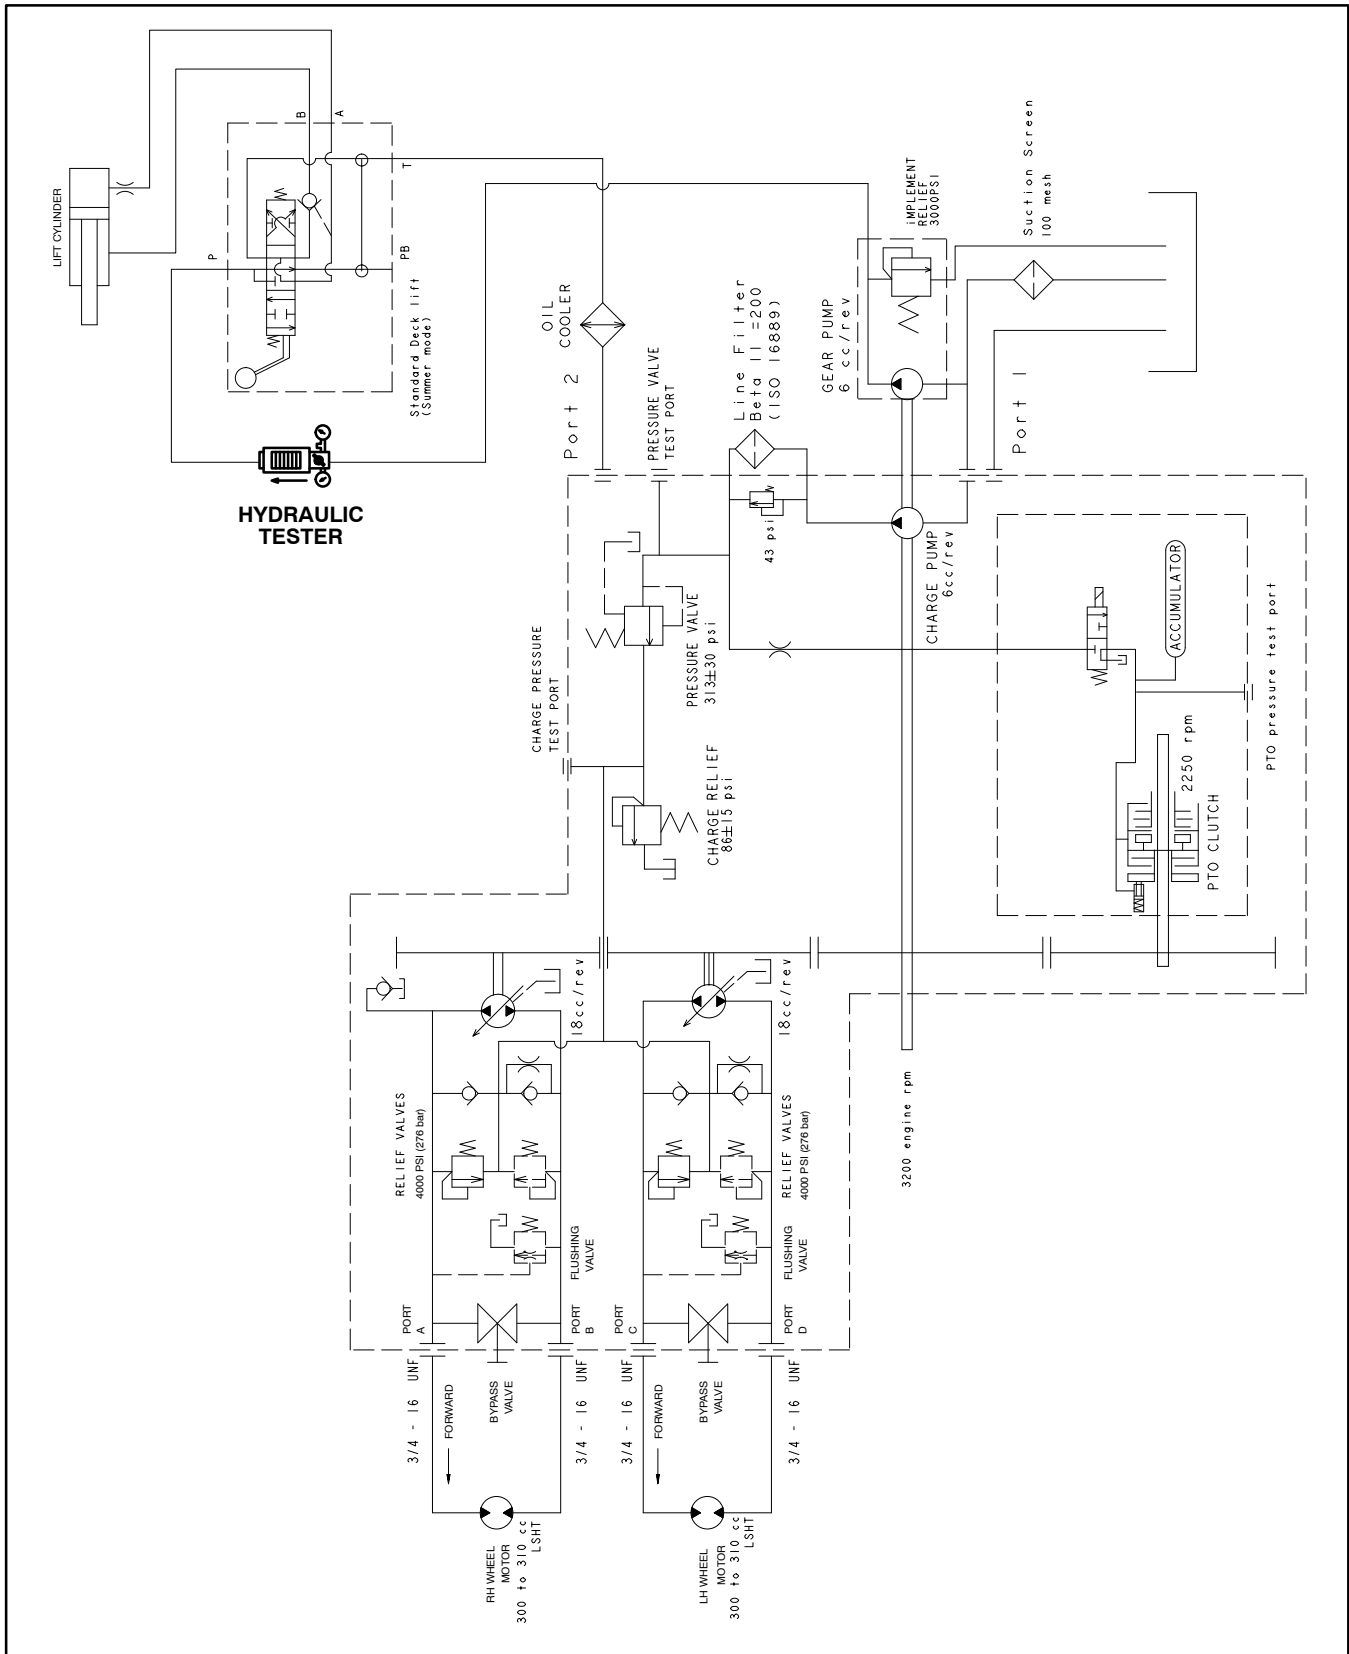 LIFT CYLINDER
B
A
P
T
PB
Standard Deck lift
(Summer mode)
HYDRAULIC
TESTER
OIL
COOLER
Port 2
PRESSURE VALVE
TEST PORT
Line Filter
Beta 11 =200
(ISO 16889)
43 psi
iMPLEMENT
RELIEF
3000PSI
GEAR PUMP
6 cc/rev
Suction Screen
100 mesh
Port 1
CHARGE PUMP
6cc/rev
CHARGE PRESSURE
TEST PORT
PRESSURE VALVE
313±30 psi
CHARGE RELIEF
86±15 psi
ACCUMULATOR
PTO pressure test port
2250 rpm
PTO CLUTCH
18cc/rev
18cc/rev
RELIEF VALVES
4000 PSI (276 bar)
RELIEF VALVES
4000 PSI (276 bar)
3200 engine rpm
FLUSHING
VALVE
FLUSHING
VALVE
PORT
A
PORT
B
PORT
C
PORT
D
3/4 - 16 UNF
3/4 - 16 UNF
3/4 - 16 UNF
3/4 - 16 UNF
FORWARD
BYPASS
VALVE
FORWARD
BYPASS
VALVE
RH WHEEL
MOTOR
300 to 310 cc
LSHT
LH WHEEL
MOTOR
300 to 310 cc
LSHT